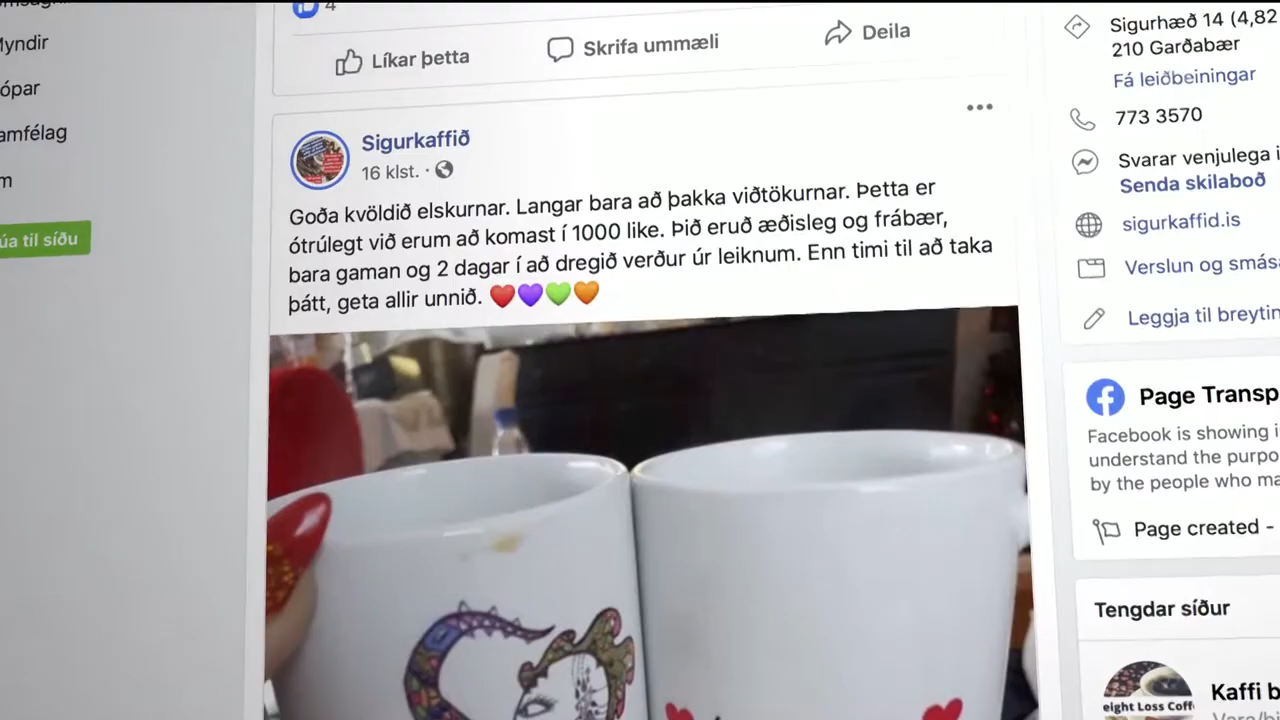 4
Líkar þetta
Skrifa ummæli
Deila
Sigurkaffið
16 klst. ·
Goða kvöldið elskurnar. Langar bara að þakka viðtökurnar. Þetta er
ótrúlegt við erum að komast í 1000 like. Þið eruð æðisleg og frábær,
bara gaman og 2 dagar í að dregið verður úr leiknum. Enn timi til að taka
þátt, geta allir unnið.
Sigurhæð 14 (4,82
210 Garðabær
Fá leiðbeiningar
773 3570
Svarar venjulega i
Senda skilaboð
sigurkaffid.is
Verslun og smása
Leggja til breytin
Page Transp
Facebook is showing i
understand the purpo
by the people who ma
Page created -
Tengdar síður
eight Loss Coff
Kaffi b
lyndir
ópar
amfélag
m
úa til síðu